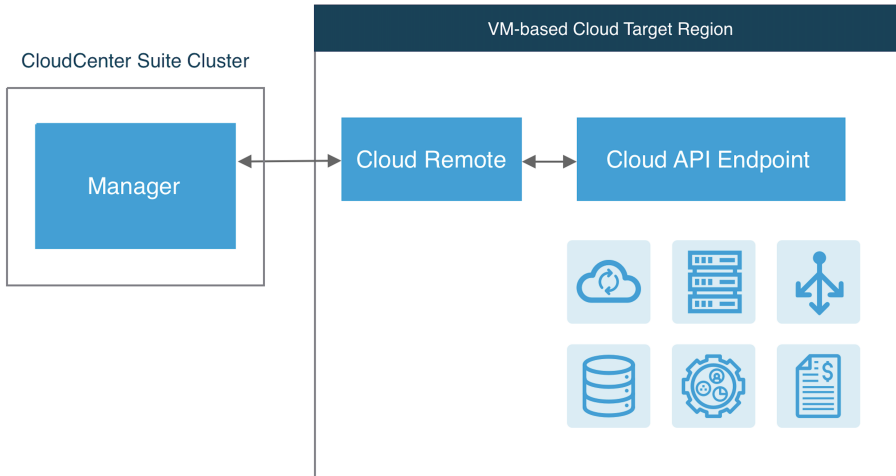 VM-based Cloud Target Region
CloudCenter Suite Cluster
Manager
Cloud Remote
Cloud API Endpoint
$